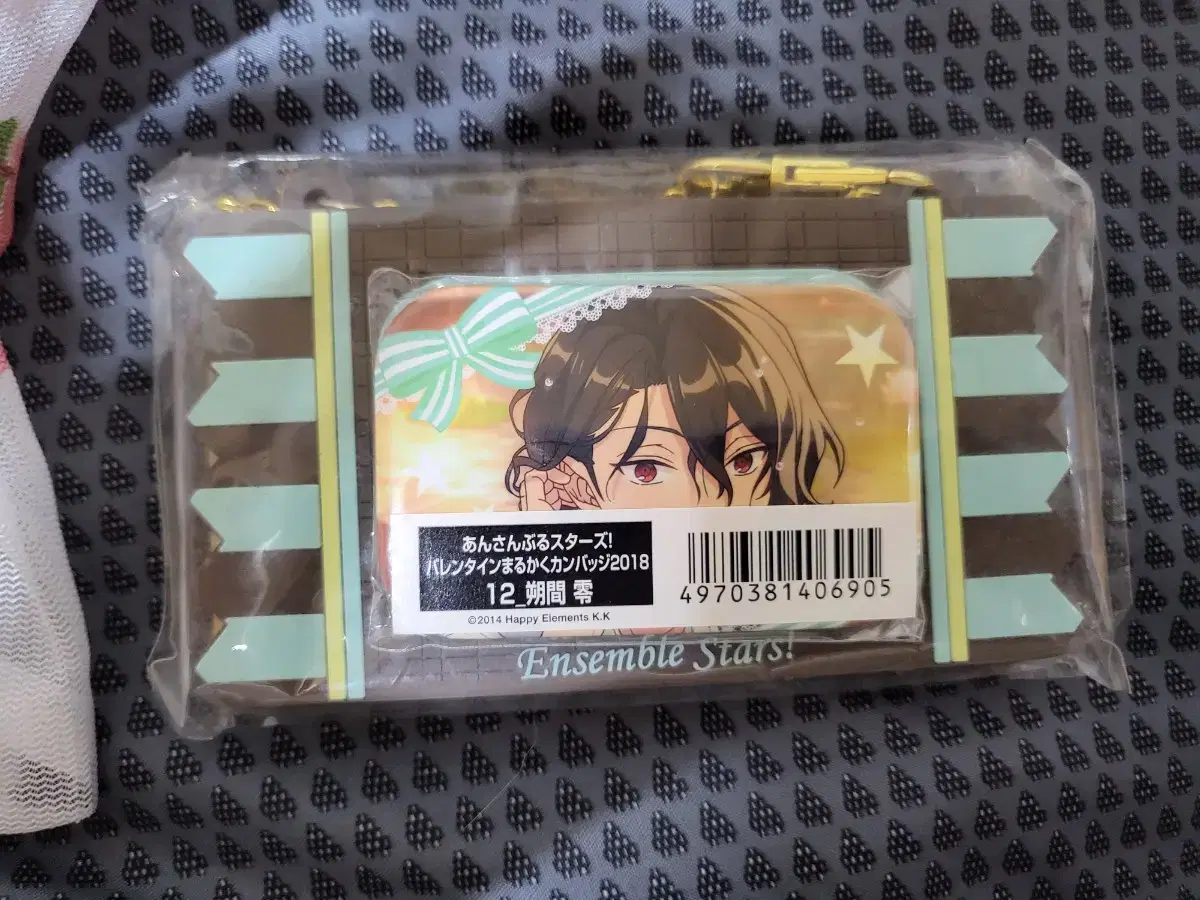 あんさんぶるスターズ!
バレンタインまるかくカンバッジ2018
12_朔間 零
4970381406905
©2014 Happy Elements K.K
Ensemble Stars!